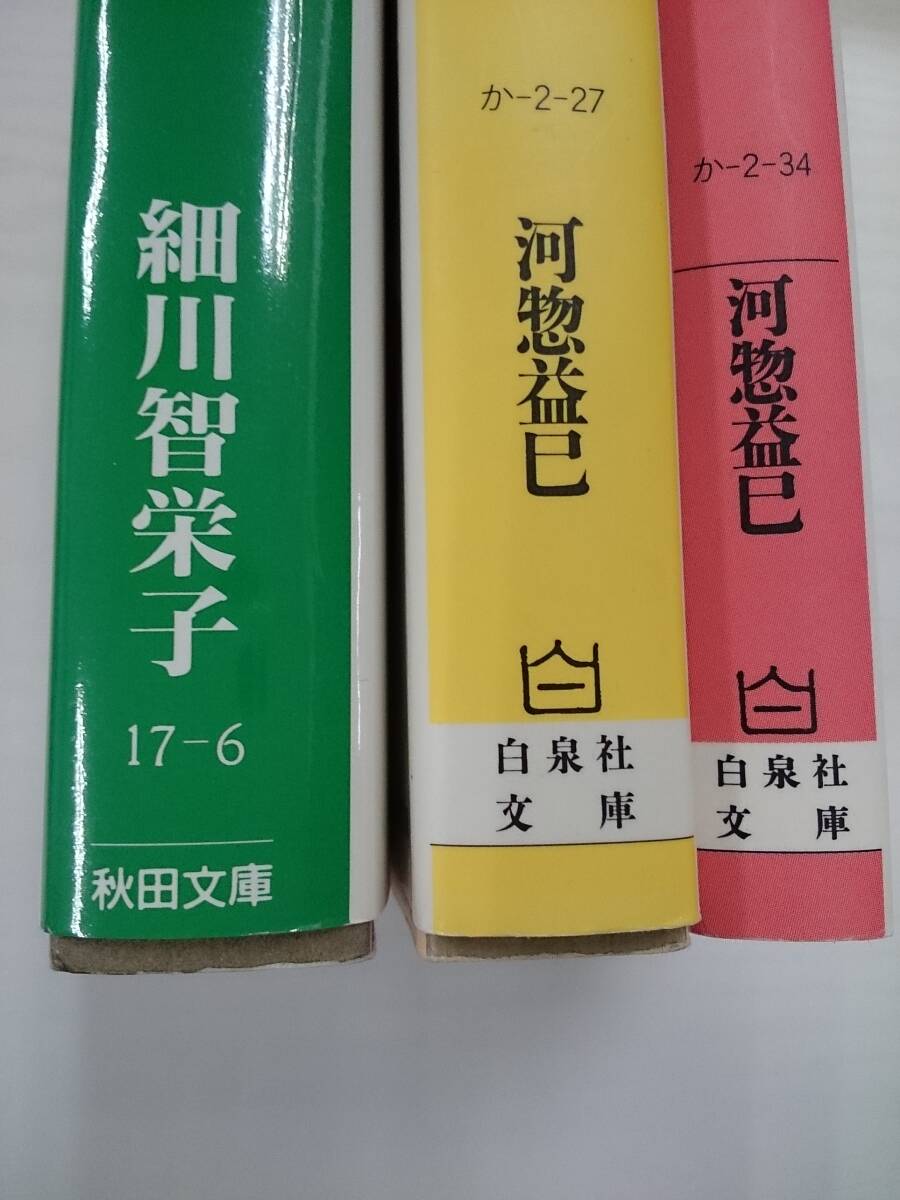 細川智栄子
17-6
秋田文庫
か-2-27
河惣益巳
白泉社
文庫
か-2-34
河惣益巳
白泉社
文庫